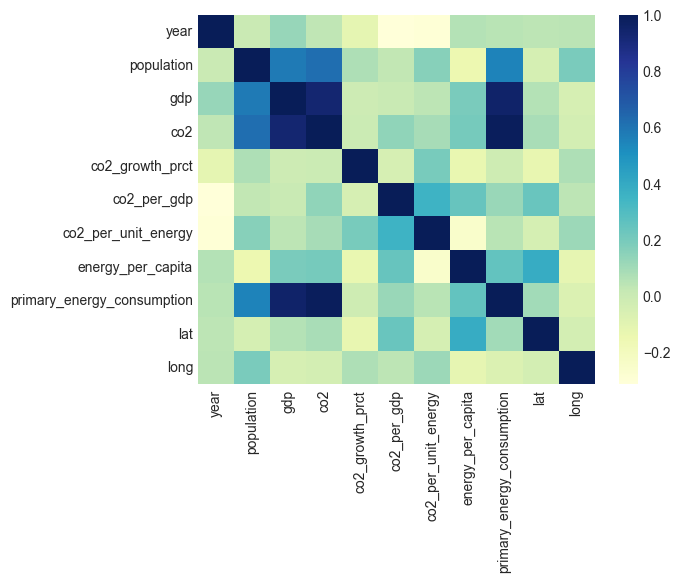 year
population
gdp
co2
co2_growth_prct
co2_per_gdp
co2_per_unit_energy
energy_per_capita
primary_energy_consumption
lat
long
year
population
gdp
co2
co2_growth_prct
co2_per_gdp
co2_per_unit_energy
energy_per_capita
primary_energy_consumption
lat
long
1.0
0.8
0.6
0.4
0.2
0.0
−0.2